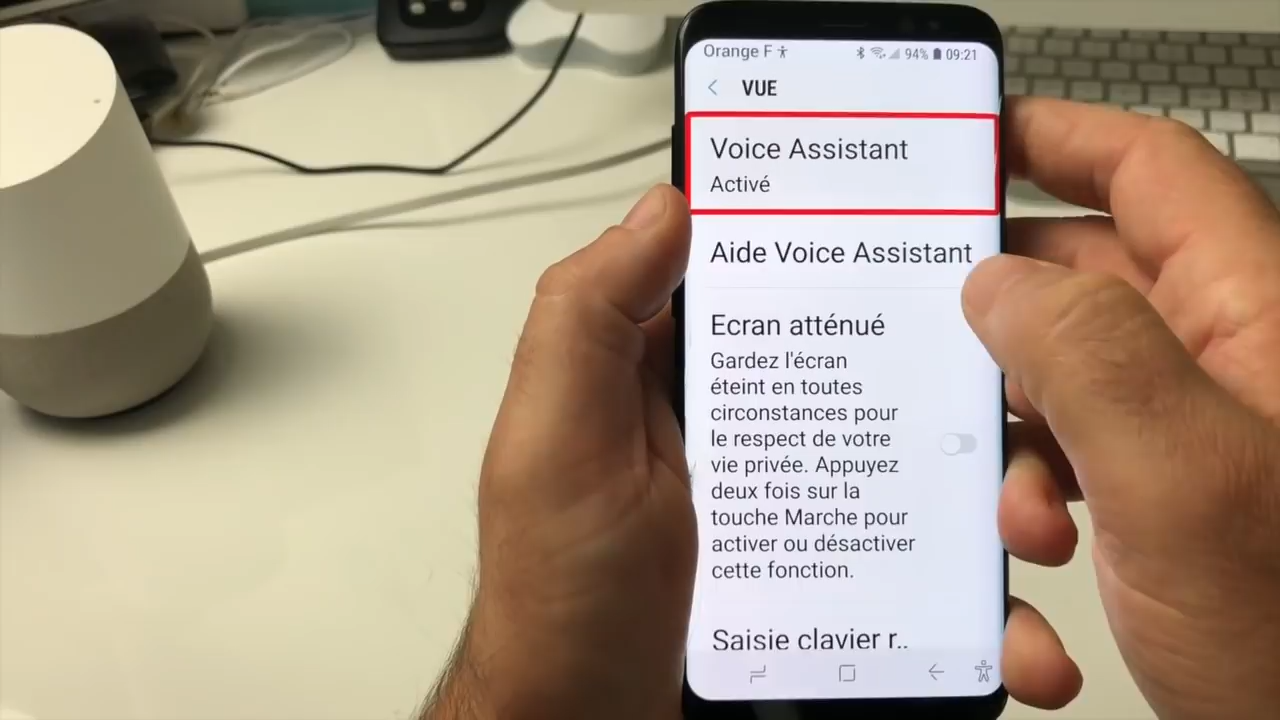 Orange F 94% 09:21
VUE
Voice Assistant
Activé
Aide Voice Assistant
Ecran atténué
Gardez l'écran
éteint en toutes
circonstances pour
le respect de votre
vie privée. Appuyez
deux fois sur la
touche Marche pour
activer ou désactiver
cette fonction.
Saisie clavier r..